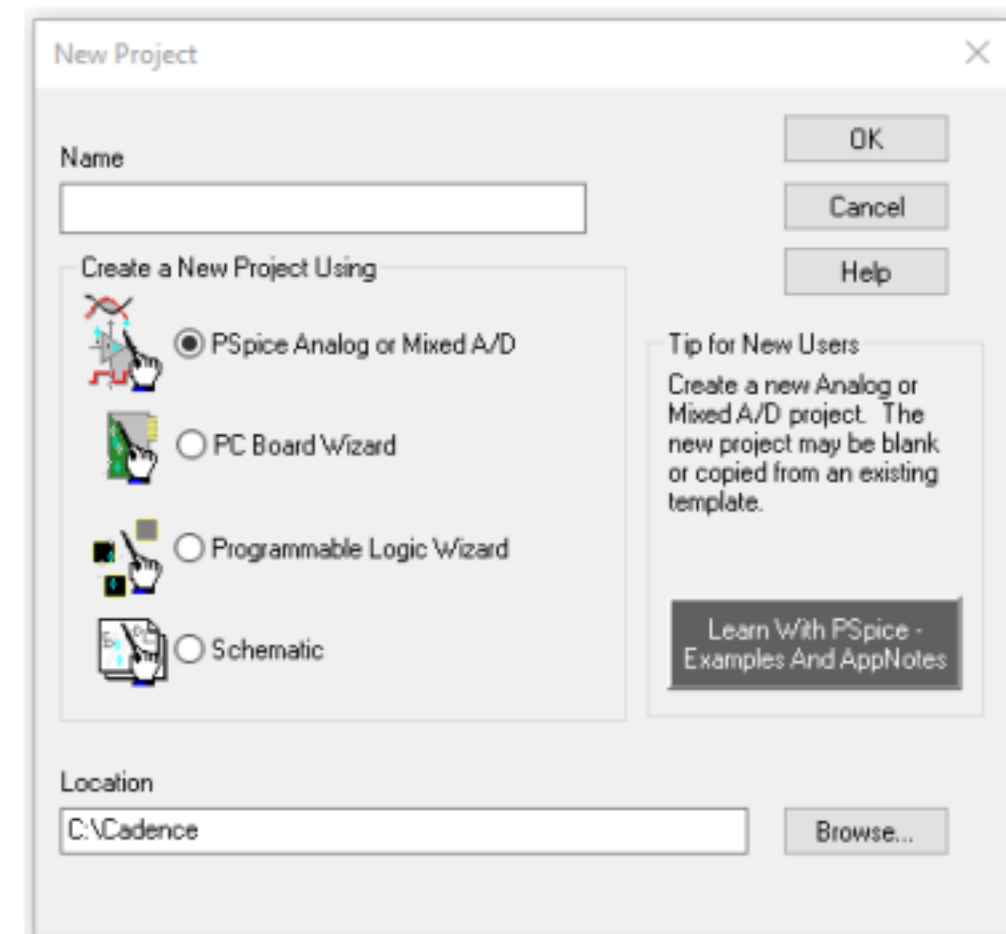 New Project
Name
OK
Cancel
Help
Create a New Project Using
PSpice Analog or Mixed A/D
PC Board Wizard
Programmable Logic Wizard
Schematic
Tip for New Users
Create a new Analog or
Mixed A/D project. The
new project may be blank
or copied from an existing
template.
Learn With PSpice -
Examples And AppNotes
Location
C:\Cadence
Browse...